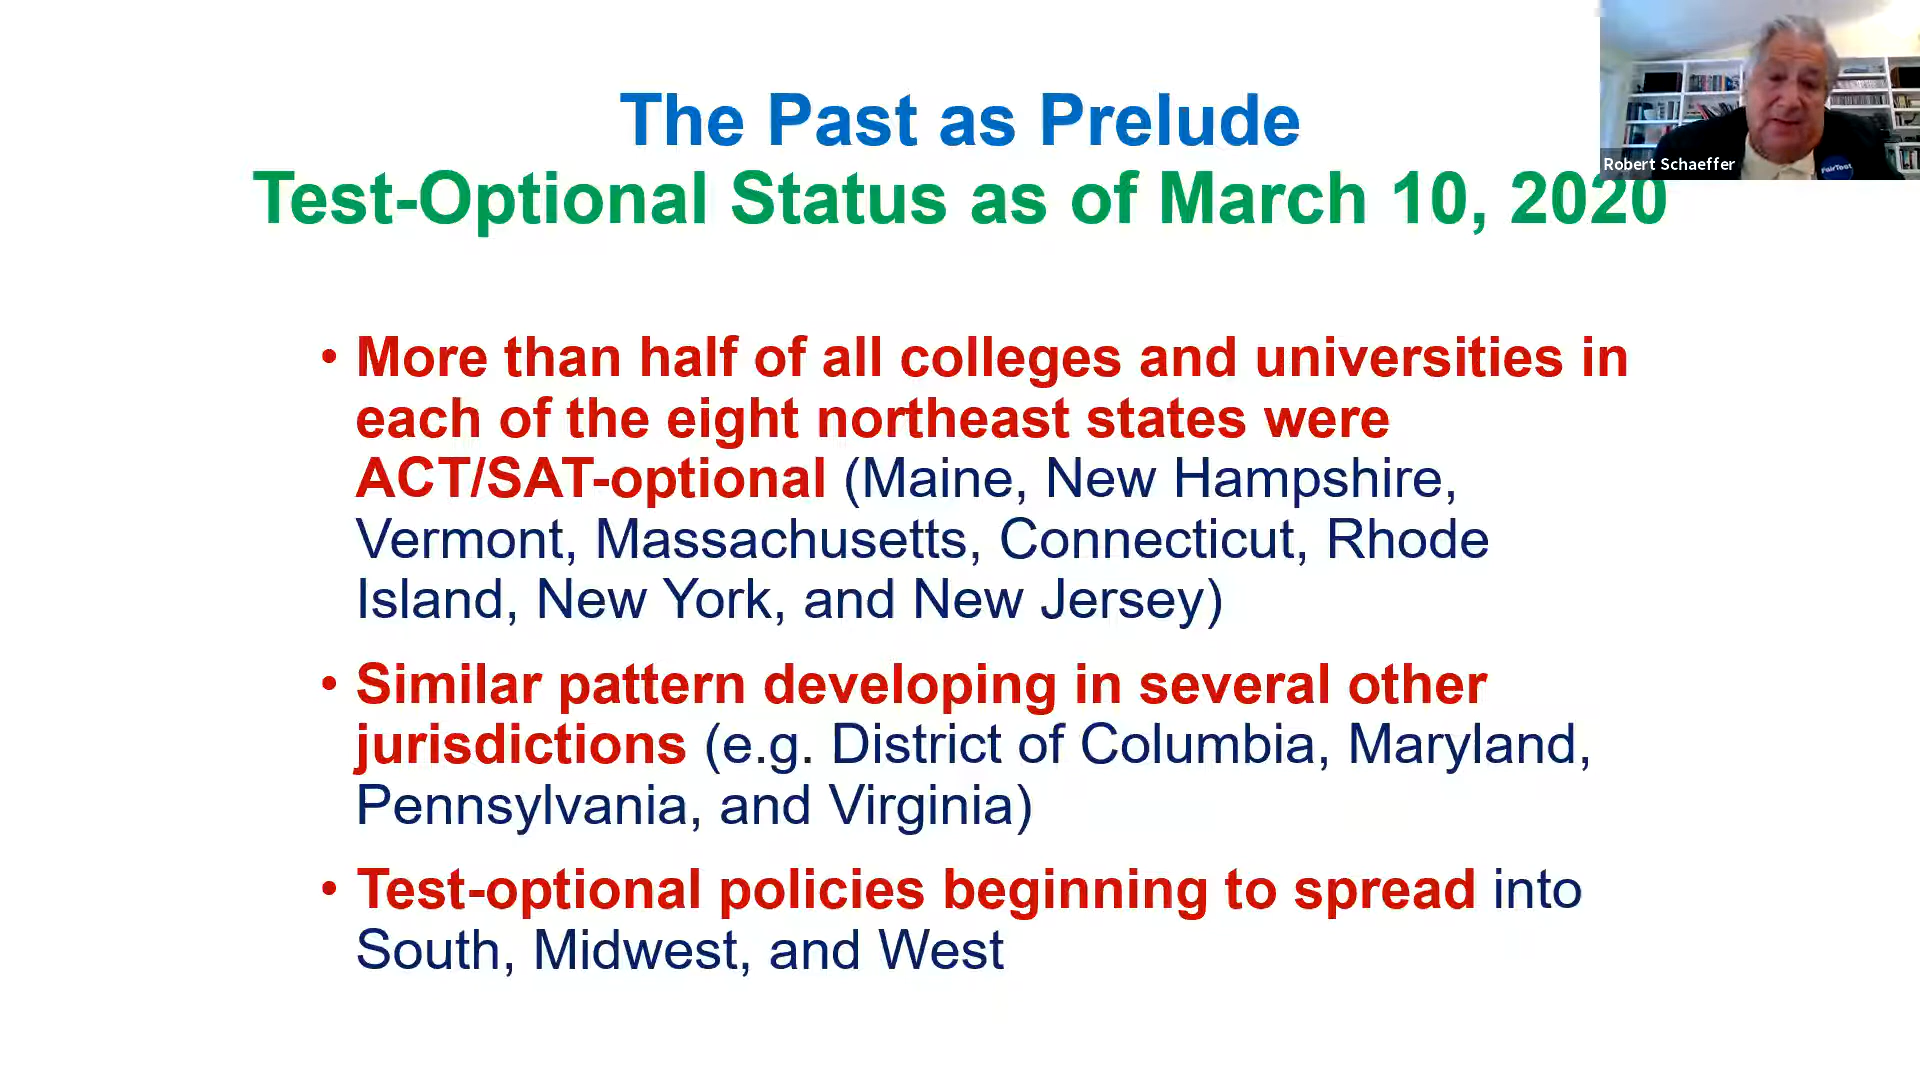 The Past as Prelude
Test-Optional Status as of March 10, 2020
Robert Schaeffer
FairTest
• More than half of all colleges and universities in
each of the eight northeast states were
ACT/SAT-optional (Maine, New Hampshire,
Vermont, Massachusetts, Connecticut, Rhode
Island, New York, and New Jersey)
• Similar pattern developing in several other
jurisdictions (e.g. District of Columbia, Maryland,
Pennsylvania, and Virginia)
• Test-optional policies beginning to spread into
South, Midwest, and West